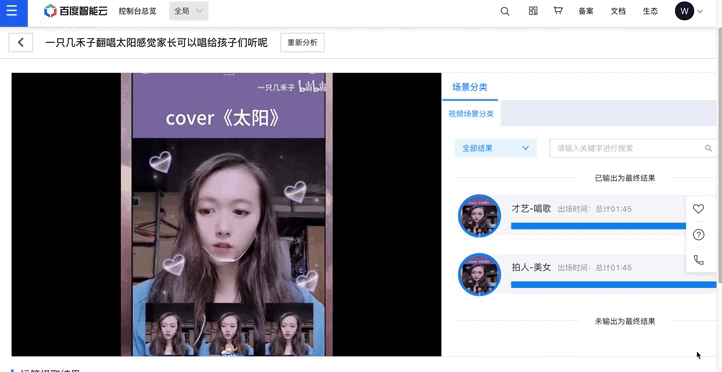 百度智能云 控制台总览 全局 备案 文档 生态 W
一只几禾子翻唱太阳感觉家长可以唱给孩子们听呢 重新分析
一只几禾子 bilibili
cover《太阳》
场景分类
视频场景分类
全部结果 请输入关键字进行搜索
已输出为最终结果
才艺-唱歌 出场时间：总计01:45
拍人-美女 出场时间：总计01:45
未输出为最终结果